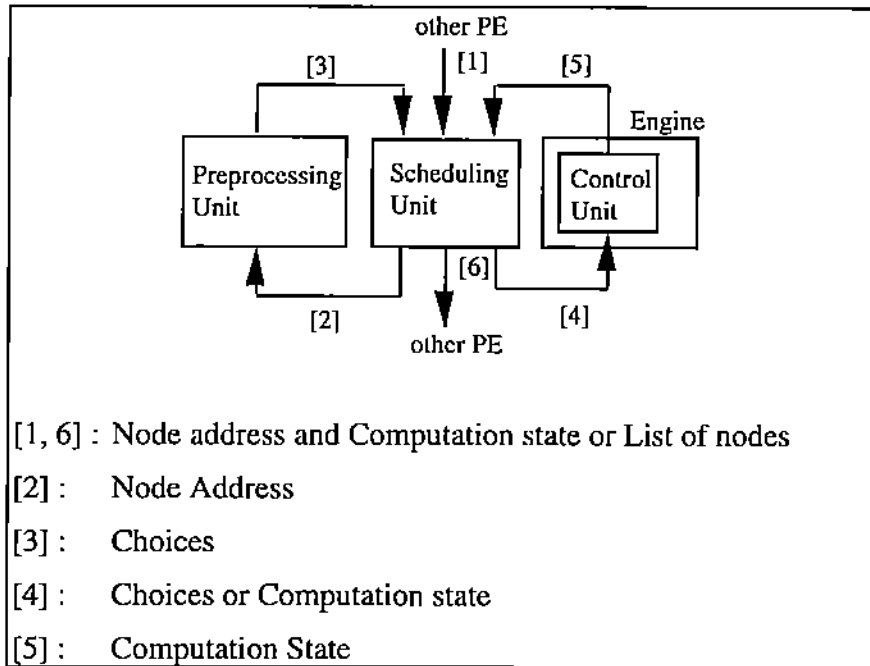 other PE
[3]
[1]
[5]
Engine
Preprocessing
Unit
Scheduling
Unit
Control
Unit
[2]
[6]
[4]
other PE
[1, 6] : Node address and Computation state or List of nodes
[2] : Node Address
[3] : Choices
[4] : Choices or Computation state
[5] : Computation State